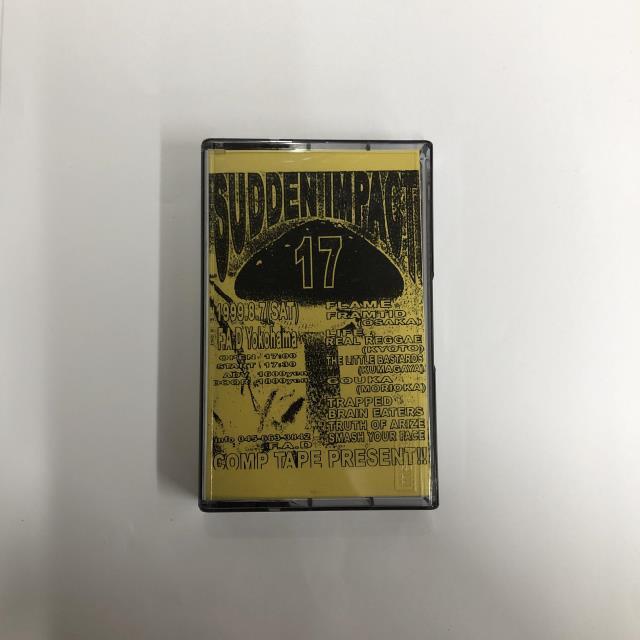 SUDDEN IMPACT
17
1999.8.7(SAT)
F.A.D Yokohama
OPEN 17:00
START 17:30
ADV 1600yen
DOOR 1800yen
info 045-663-3842
F.A.D
FLAME
FRAMTID
(OSAKA)
LIFE
REAL REGGAE
(KYOTO)
THE LITTLE BASTARDS
(KUMAGAYA)
GOUKA
(MORIOKA)
TRAPPED
BRAIN EATERS
TRUTH OF ARIZE
SMASH YOUR FACE
COMP TAPE PRESENT!!